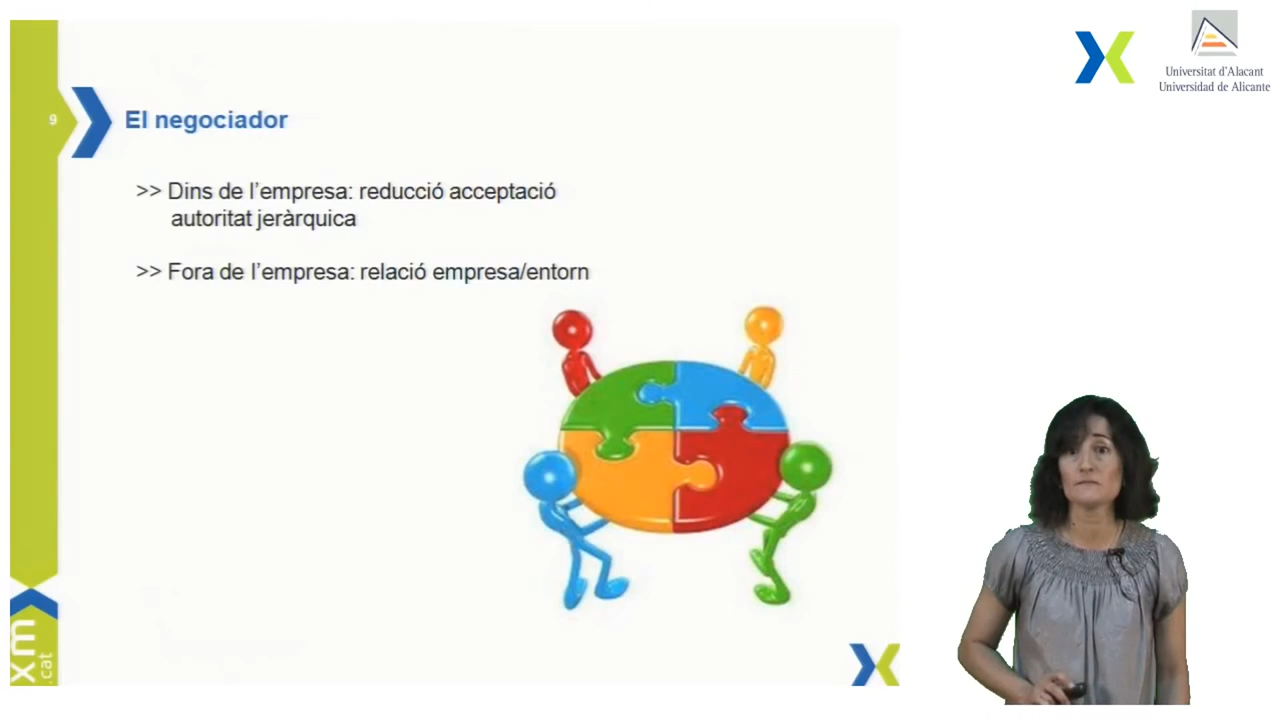 9
El negociador
>> Dins de l’empresa: reducció acceptació
autoritat jeràrquica
>> Fora de l’empresa: relació empresa/entorn
xm
.cat
Universitat d'Alacant
Universidad de Alicante